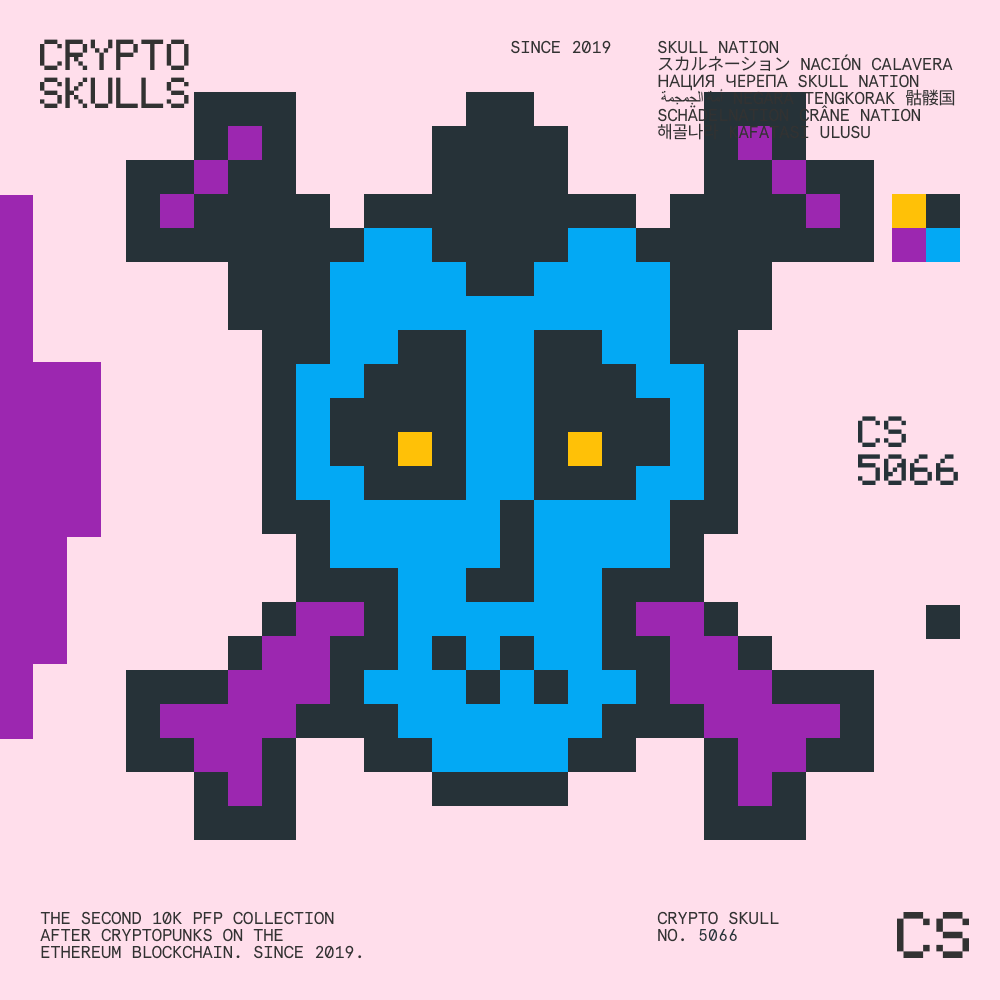 CRYPTO
SKULLS
SINCE 2019
SKULL NATION
スカルネーション NACIÓN CALAVERA
НАЦИЯ ЧЕРЕПА SKULL NATION
الجمجمة TENGKORAK 骷髅国
CRÂNE NATION
해골 ULUSU
CS
5066
THE SECOND 10K PFP COLLECTION
AFTER CRYPTOPUNKS ON THE
ETHEREUM BLOCKCHAIN. SINCE 2019.
CRYPTO SKULL
NO. 5066
CS